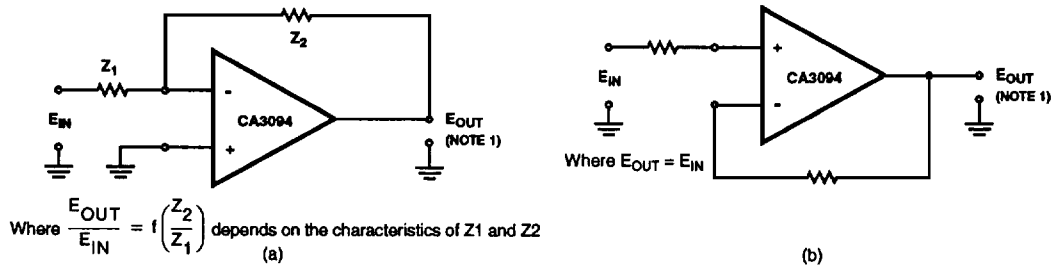 Z2
Z1
-
CA3094
+
EIN
EOUT
(NOTE 1)
Where EOUT/EIN = f(Z2/Z1) depends on the characteristics of Z1 and Z2
(a)
+
CA3094
-
EIN
EOUT
(NOTE 1)
Where EOUT = EIN
(b)